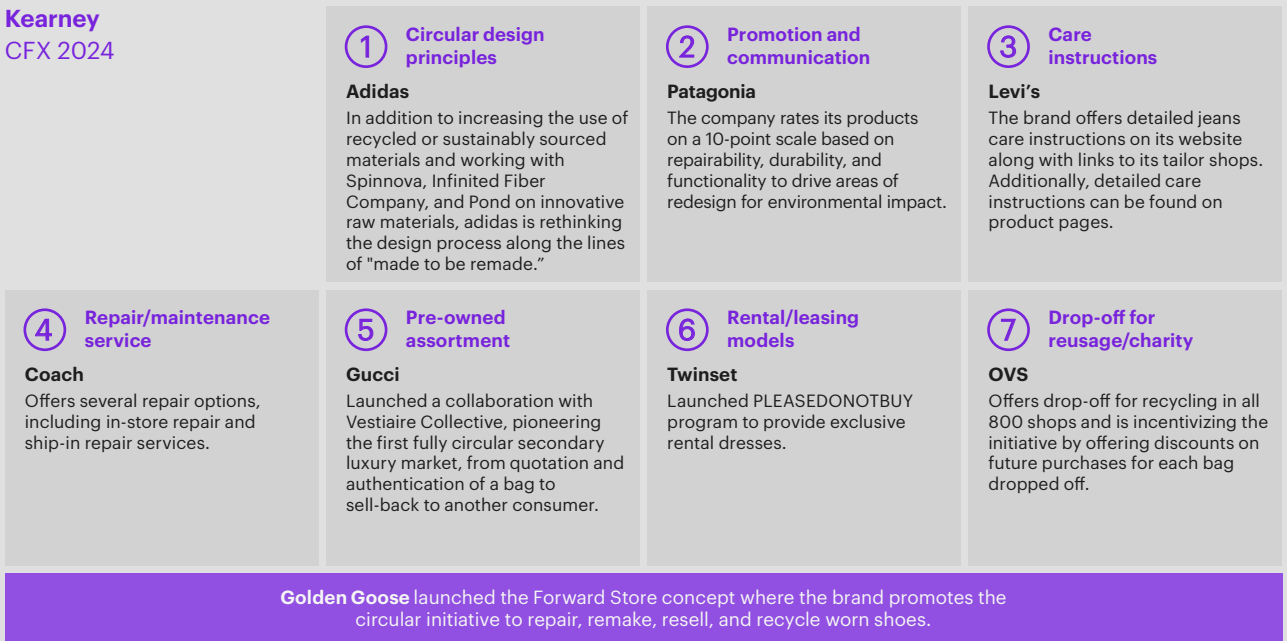 Kearney
CFX 2024
1
Circular design
principles
Adidas
In addition to increasing the use of
recycled or sustainably sourced
materials and working with
Spinnova, Infinited Fiber
Company, and Pond on innovative
raw materials, adidas is rethinking
the design process along the lines
of "made to be remade.”
2
Promotion and
communication
Patagonia
The company rates its products
on a 10-point scale based on
repairability, durability, and
functionality to drive areas of
redesign for environmental impact.
3
Care
instructions
Levi’s
The brand offers detailed jeans
care instructions on its website
along with links to its tailor shops.
Additionally, detailed care
instructions can be found on
product pages.
4
Repair/maintenance
service
Coach
Offers several repair options,
including in-store repair and
ship-in repair services.
5
Pre-owned
assortment
Gucci
Launched a collaboration with
Vestiaire Collective, pioneering
the first fully circular secondary
luxury market, from quotation and
authentication of a bag to
sell-back to another consumer.
6
Rental/leasing
models
Twinset
Launched PLEASEDONOTBUY
program to provide exclusive
rental dresses.
7
Drop-off for
reusage/charity
OVS
Offers drop-off for recycling in all
800 shops and is incentivizing the
initiative by offering discounts on
future purchases for each bag
dropped off.
Golden Goose launched the Forward Store concept where the brand promotes the
circular initiative to repair, remake, resell, and recycle worn shoes.